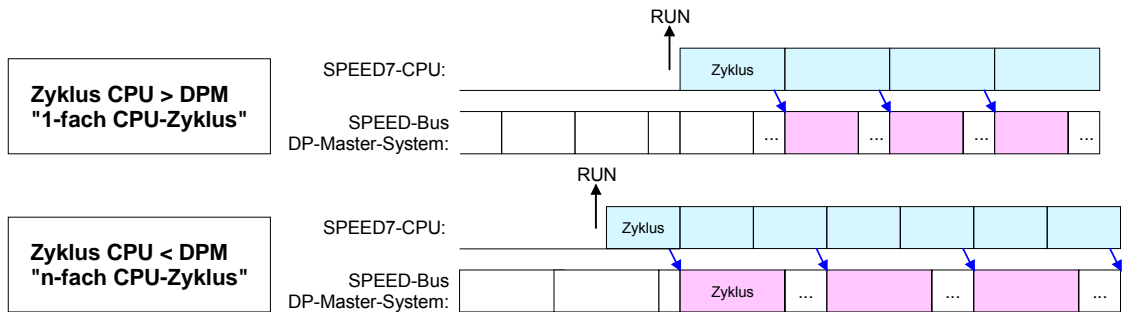 RUN
SPEED7-CPU:
Zyklus
Zyklus CPU > DPM
"1-fach CPU-Zyklus"
SPEED-Bus
DP-Master-System:
... ... ... ...
RUN
SPEED7-CPU:
Zyklus
Zyklus CPU < DPM
"n-fach CPU-Zyklus"
SPEED-Bus
DP-Master-System:
Zyklus ... ... ...